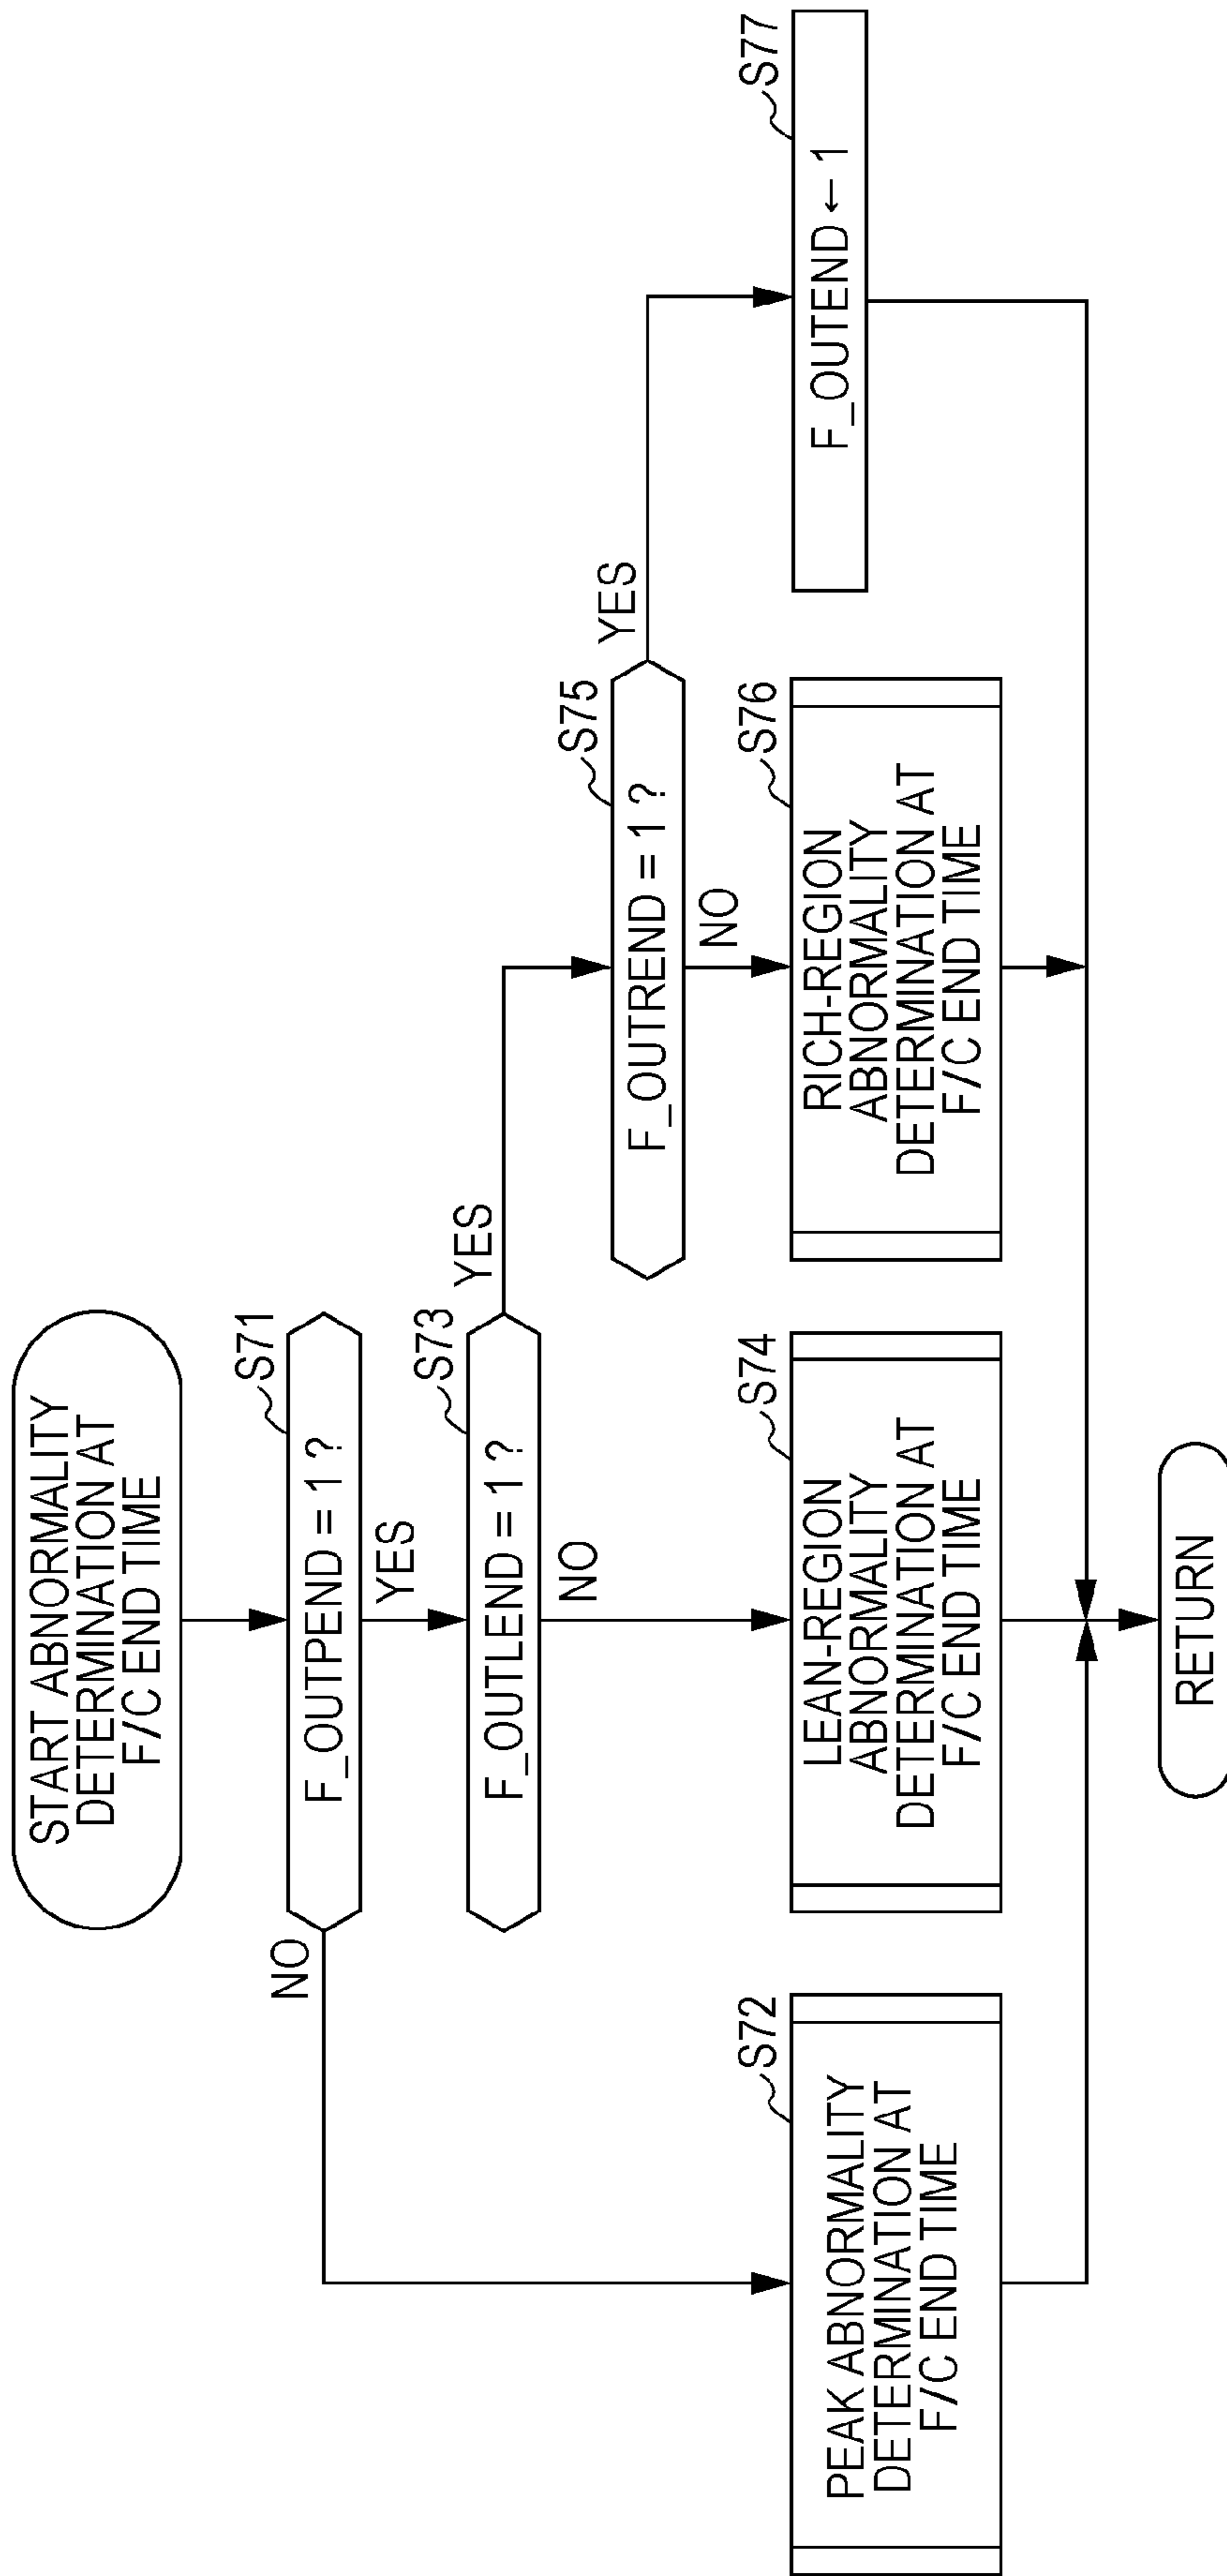 START ABNORMALITY
DETERMINATION AT
F/C END TIME
S71
F_OUTPEND = 1 ?
NO
YES
S73
F_OUTLEND = 1 ?
YES
NO
S75
F_OUTREND = 1 ?
YES
NO
S72
PEAK ABNORMALITY
DETERMINATION AT
F/C END TIME
S74
LEAN-REGION
ABNORMALITY
DETERMINATION AT
F/C END TIME
S76
RICH-REGION
ABNORMALITY
DETERMINATION AT
F/C END TIME
S77
F_OUTEND ← 1
RETURN